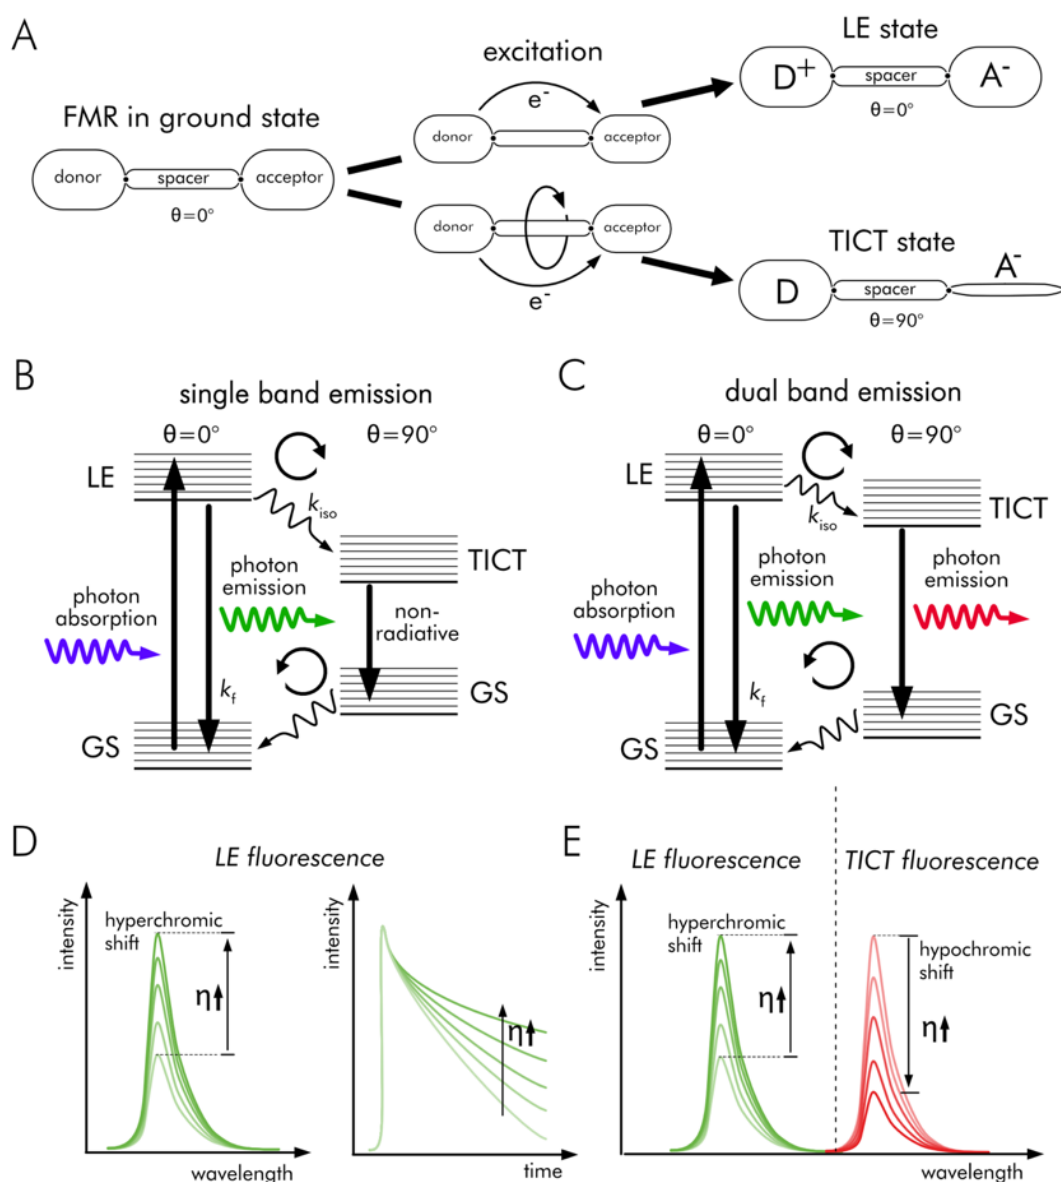 A
FMR in ground state
donor
spacer
acceptor
θ=0°
excitation
e-
donor
acceptor
donor
acceptor
e-
LE state
D+
spacer
A-
θ=0°
TICT state
D
spacer
A-
θ=90°
B
single band emission
θ=0°
θ=90°
LE
kiso
TICT
photon
absorption
photon
emission
non-
radiative
kf
GS
GS
C
dual band emission
θ=0°
θ=90°
LE
kiso
TICT
photon
absorption
photon
emission
photon
emission
kf
GS
GS
D
LE fluorescence
intensity
hyperchromic
shift
η
wavelength
intensity
η
time
E
LE fluorescence
TICT fluorescence
intensity
hyperchromic
shift
η
hypochromic
shift
η
wavelength